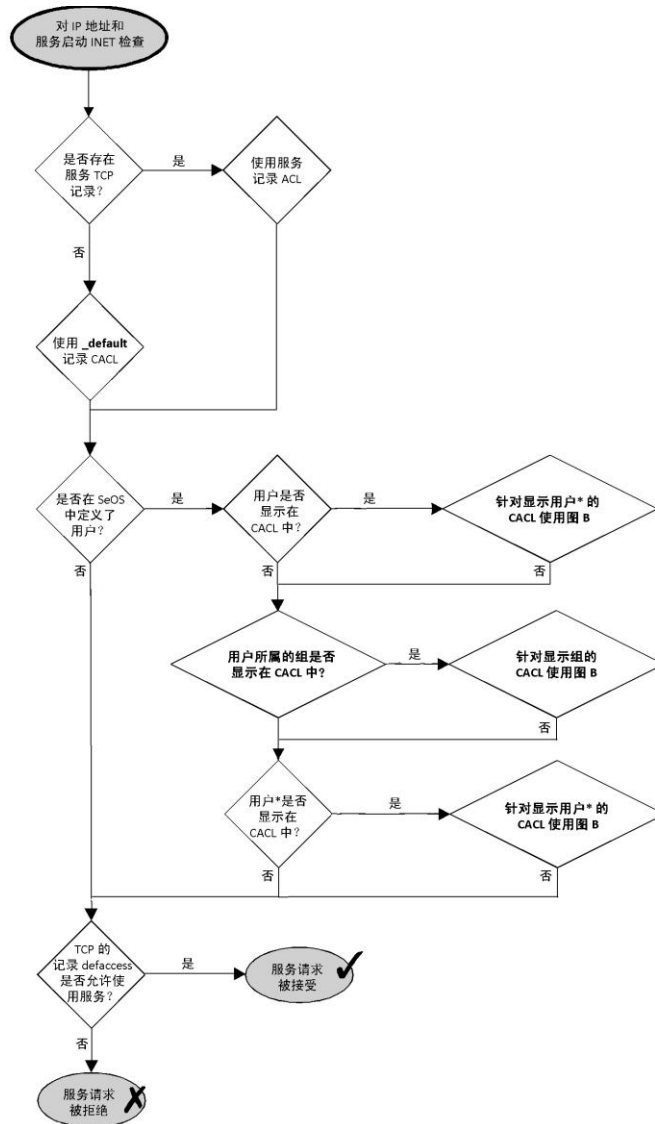 对 IP 地址和
服务启动 INET 检查
是否存在
服务 TCP
记录？
是
使用服务
记录 ACL
否
使用 _default
记录 CACL
是否在 SeOS
中定义了
用户？
是
用户是否
显示在
CACL 中？
是
针对显示用户* 的
CACL 使用图 B
否
否
否
用户所属的组是否
显示在 CACL 中？
是
针对显示组的
CACL 使用图 B
否
否
用户*是否
显示在
CACL 中？
是
针对显示用户* 的
CACL 使用图 B
否
否
TCP 的
记录 defaccess
是否允许使
用服务？
是
服务请求
被接受
否
服务请求
被拒绝